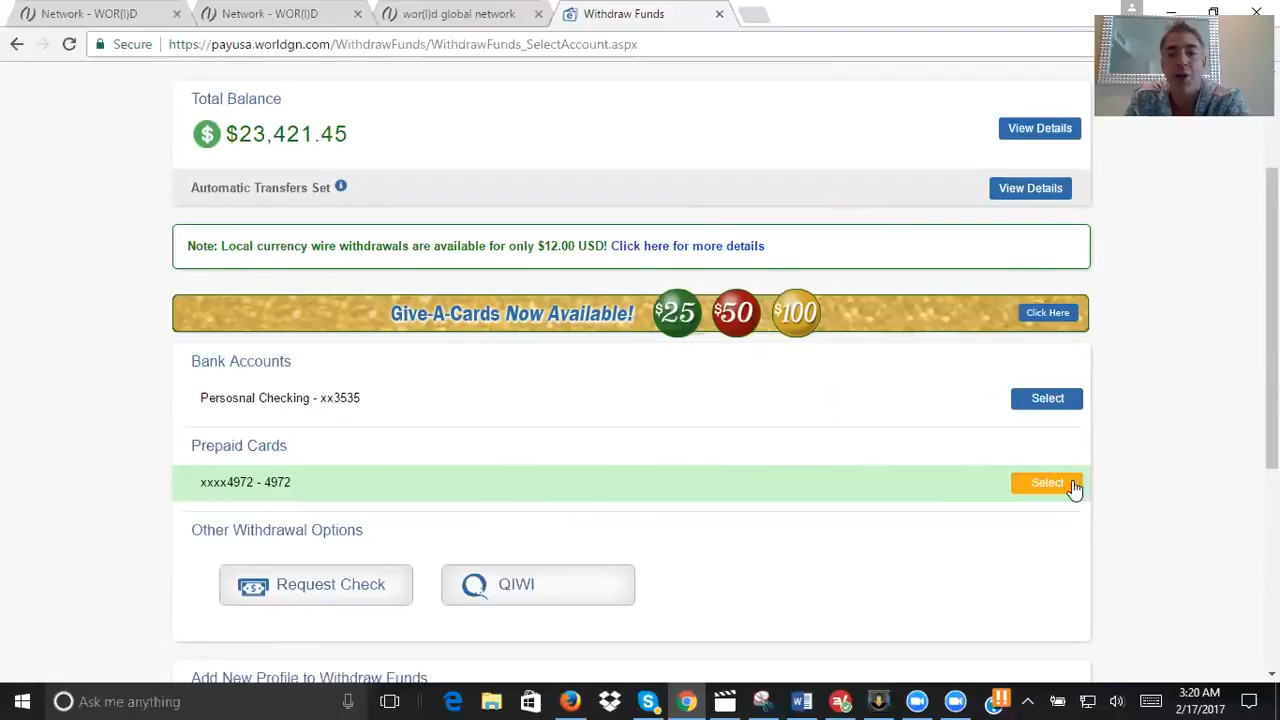 Network - WOR(I)D
Network - WOR(I)D
wor(l)d global network
Withdraw Funds
Secure
https://payusa.worldgn.com/WithdrawFunds/WithdrawFunds_SelectAccount.aspx
Total Balance
$23,421.45
View Details
Automatic Transfers Set
View Details
Note: Local currency wire withdrawals are available for only $12.00 USD! Click here for more details
Give-A-Cards Now Available! $25 $50 $100 Click Here
Bank Accounts
Persosnal Checking - xx3535
Select
Prepaid Cards
xxxx4972 - 4972
Select
Other Withdrawal Options
Request Check
QIWI
Add New Profile to Withdraw Funds
Ask me anything
3:20 AM
2/17/2017